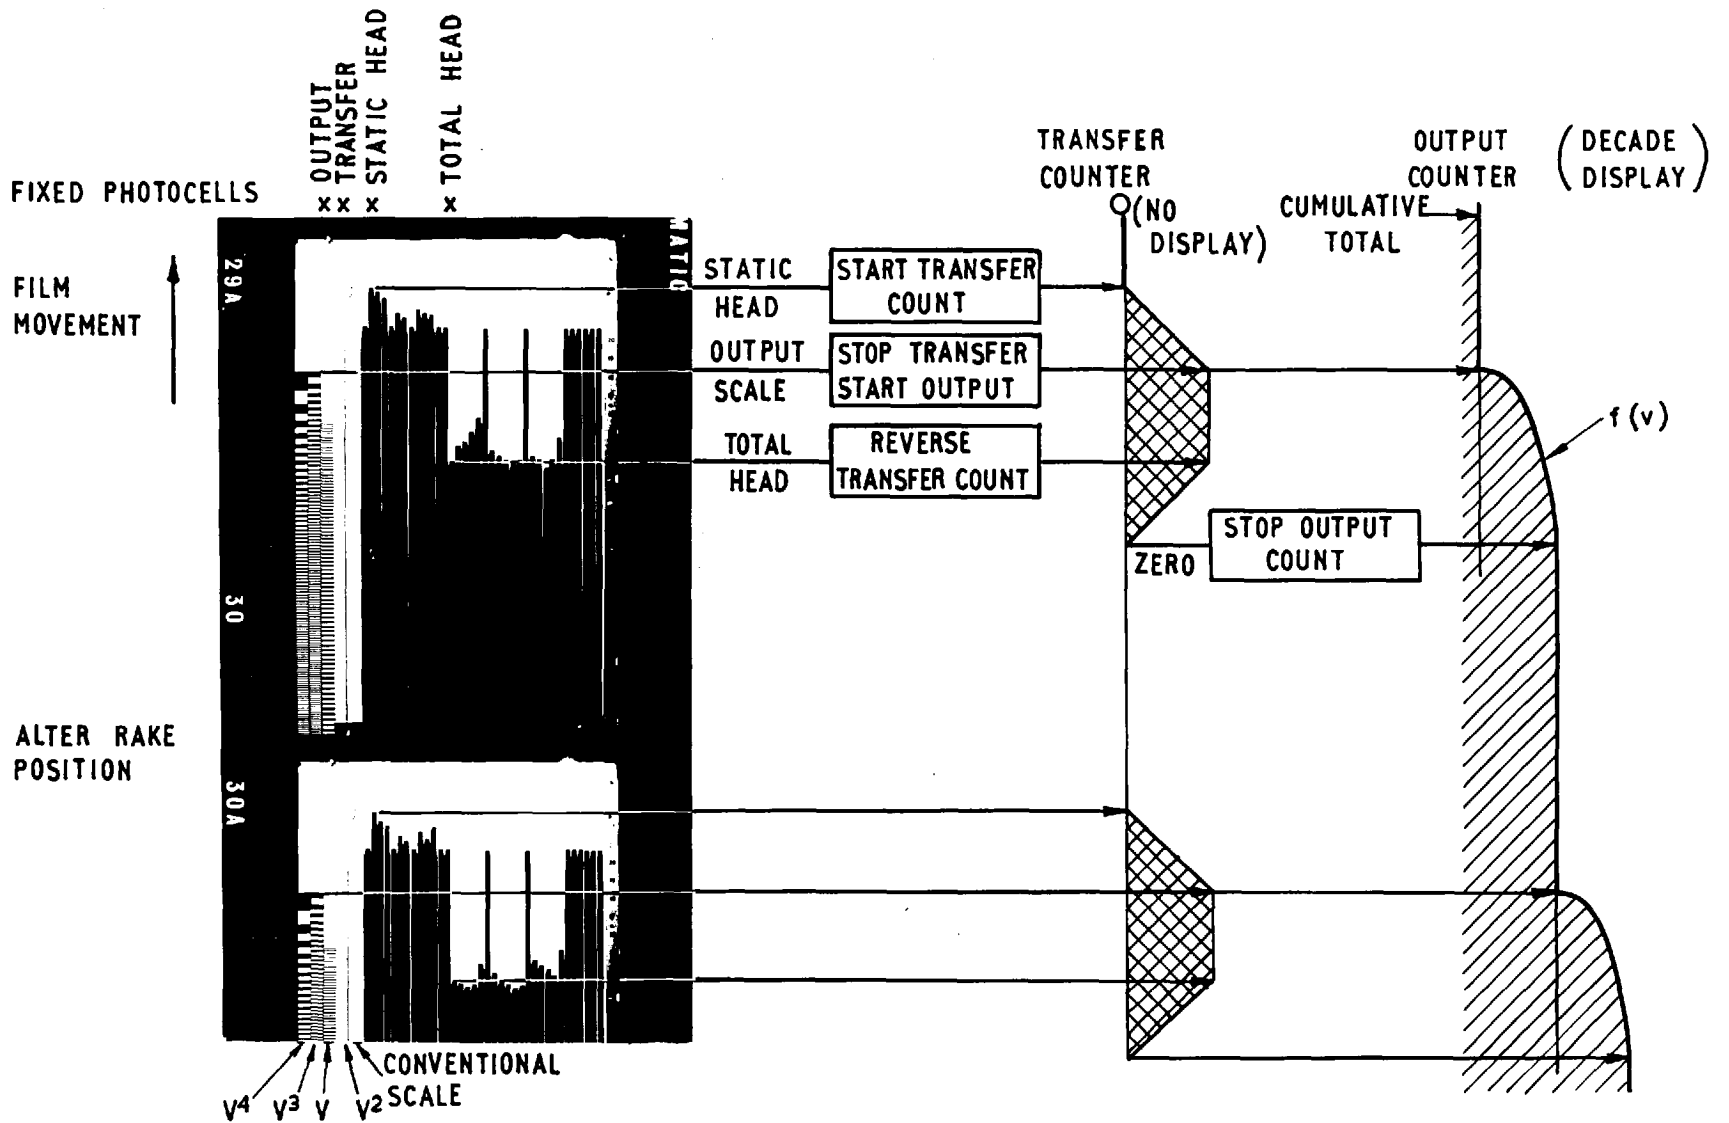 OUTPUT
TRANSFER
STATIC HEAD
TOTAL HEAD
FIXED PHOTOCELLS
x x x x
FILM
MOVEMENT
29A
30
30A
ALTER RAKE
POSITION
STATIC
HEAD
START TRANSFER
COUNT
OUTPUT
SCALE
STOP TRANSFER
START OUTPUT
TOTAL
HEAD
REVERSE
TRANSFER COUNT
TRANSFER
COUNTER
(NO
DISPLAY)
CUMULATIVE
TOTAL
OUTPUT
COUNTER
(DECADE
DISPLAY)
f(v)
ZERO
STOP OUTPUT
COUNT
V⁴ V³ V V²
CONVENTIONAL
SCALE